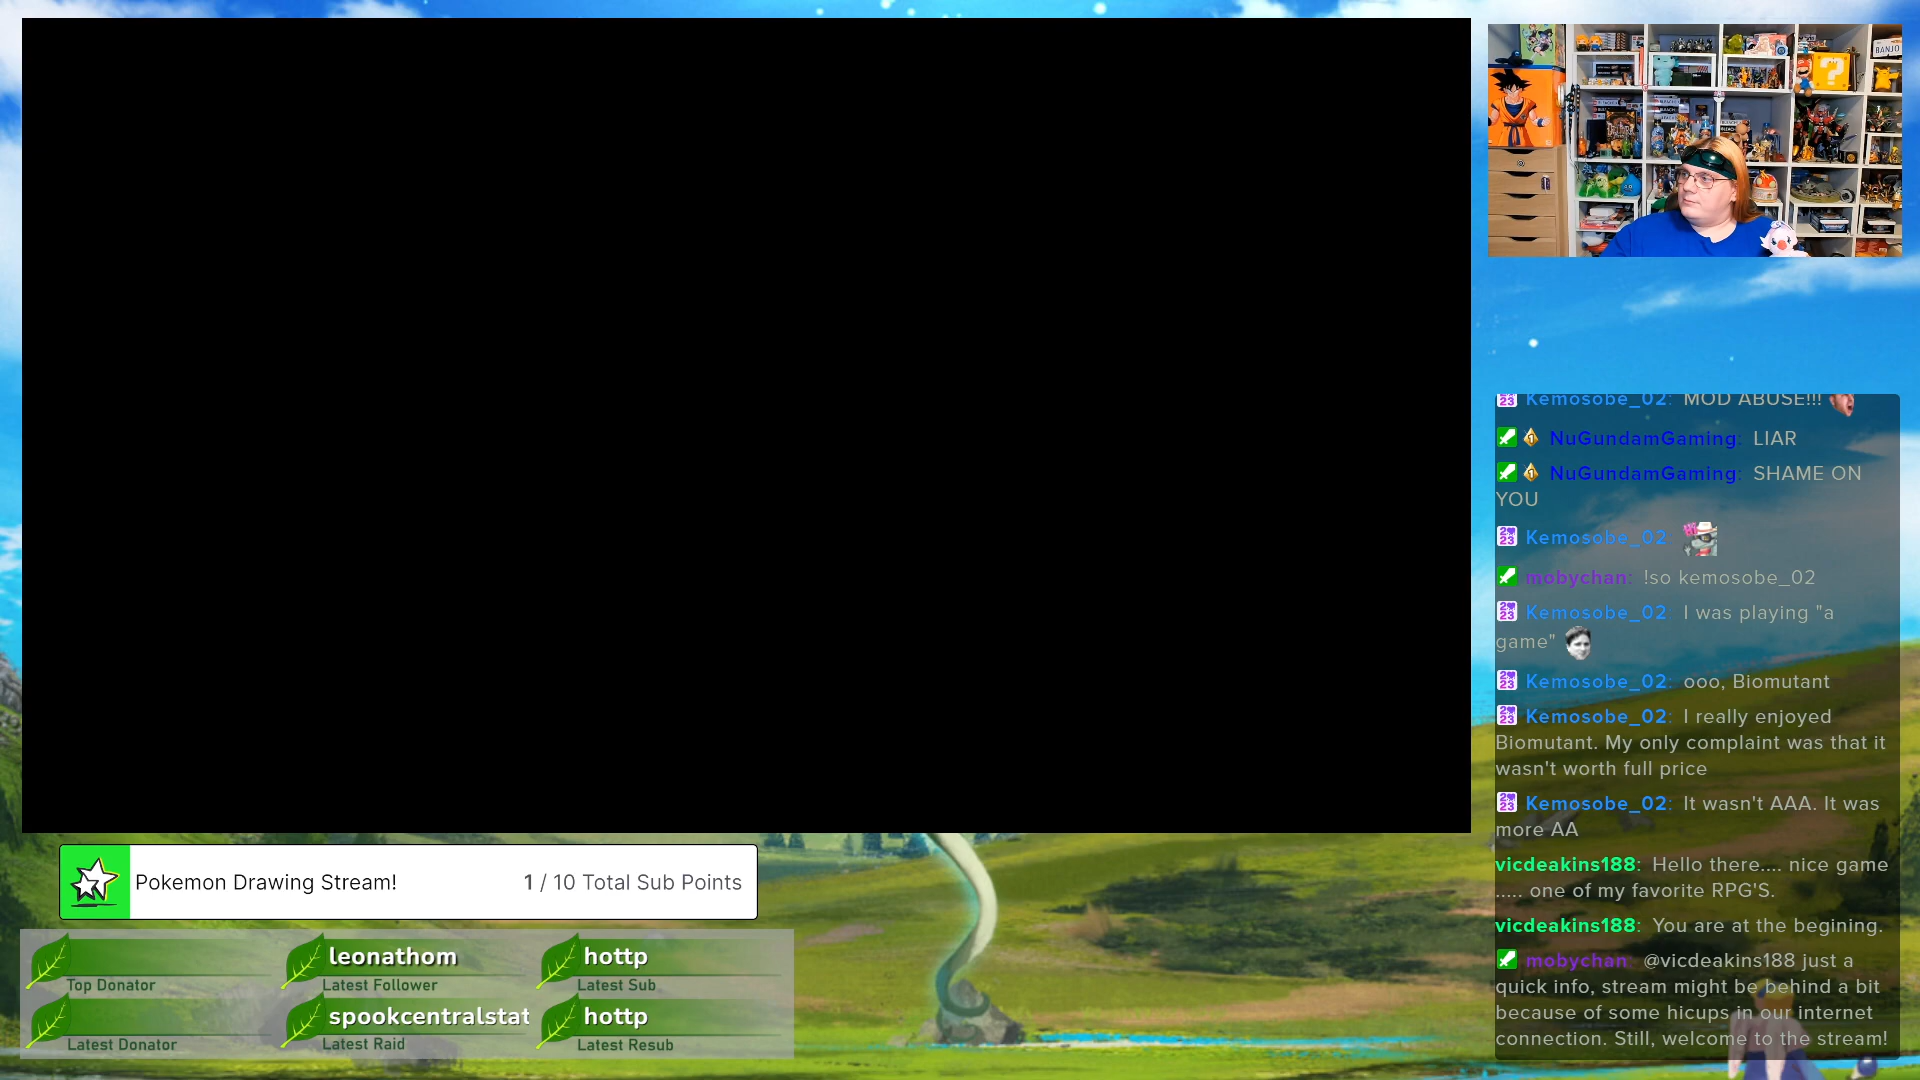 BANJO
Kemosobe_02: MOD ABUSE!!!
NuGundamGaming: LIAR
NuGundamGaming: SHAME ON
YOU
Kemosobe_02:
mobychan: !so kemosobe_02
Kemosobe_02: I was playing "a
game"
Kemosobe_02: ooo, Biomutant
Kemosobe_02: I really enjoyed
Biomutant. My only complaint was that it
wasn't worth full price
Kemosobe_02: It wasn't AAA. It was
more AA
vicdeakins188: Hello there.... nice game
..... one of my favorite RPG'S.
vicdeakins188: You are at the begining.
mobychan: @vicdeakins188 just a
quick info, stream might be behind a bit
because of some hicups in our internet
connection. Still, welcome to the stream!
Pokemon Drawing Stream! 1 / 10 Total Sub Points
Top Donator
leonathom
Latest Follower
hottp
Latest Sub
Latest Donator
spookcentralstat
Latest Raid
hottp
Latest Resub